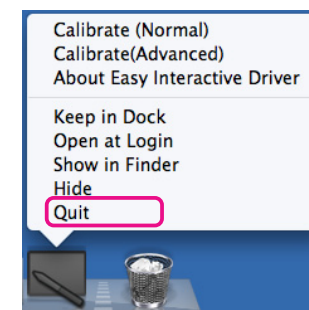 Calibrate (Normal)
Calibrate(Advanced)
About Easy Interactive Driver
Keep in Dock
Open at Login
Show in Finder
Hide
Quit